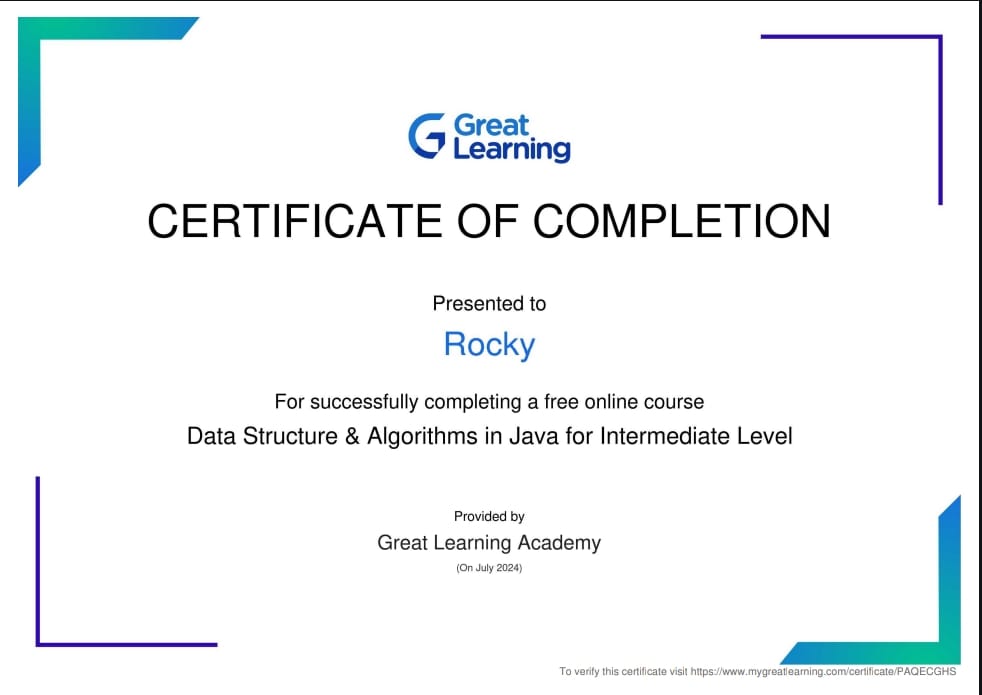 Great
Learning
CERTIFICATE OF COMPLETION
Presented to
Rocky
For successfully completing a free online course
Data Structure & Algorithms in Java for Intermediate Level
Provided by
Great Learning Academy
(On July 2024)
To verify this certificate visit https://www.mygreatlearning.com/certificate/PAQECGHS